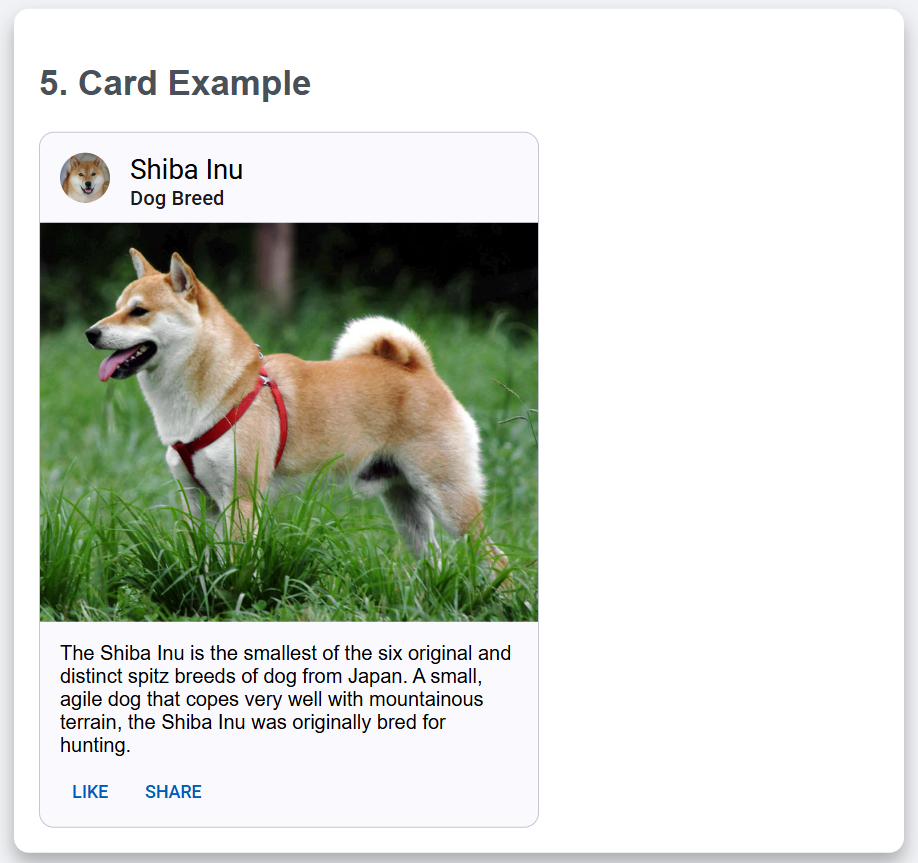 5. Card Example
Shiba Inu
Dog Breed
The Shiba Inu is the smallest of the six original and
distinct spitz breeds of dog from Japan. A small,
agile dog that copes very well with mountainous
terrain, the Shiba Inu was originally bred for
hunting.
LIKE SHARE